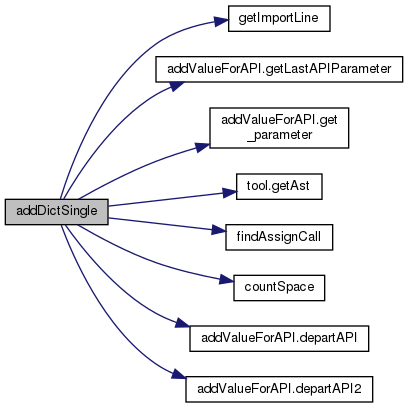 getImportLine
addValueForAPI.getLastAPIParameter
addValueForAPI.get
_parameter
tool.getAst
addDictSingle
findAssignCall
countSpace
addValueForAPI.departAPI
addValueForAPI.departAPI2